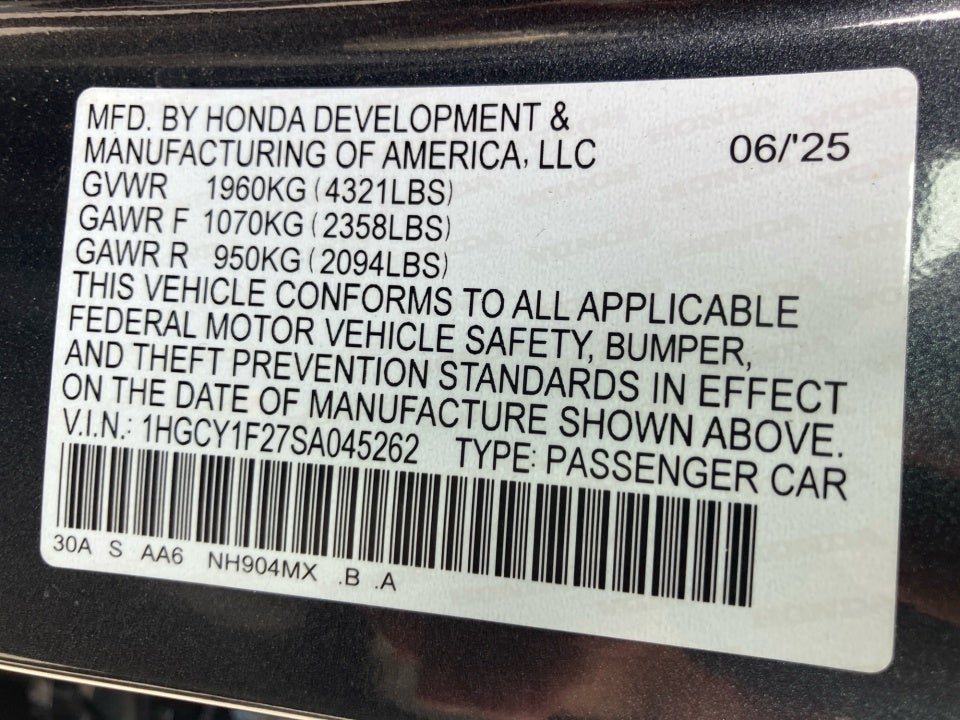 MFD. BY HONDA DEVELOPMENT &
MANUFACTURING OF AMERICA, LLC 06/'25
GVWR 1960KG (4321LBS)
GAWR F 1070KG (2358LBS)
GAWR R 950KG (2094LBS)
THIS VEHICLE CONFORMS TO ALL APPLICABLE
FEDERAL MOTOR VEHICLE SAFETY, BUMPER,
AND THEFT PREVENTION STANDARDS IN EFFECT
ON THE DATE OF MANUFACTURE SHOWN ABOVE.
V.I.N.: 1HGCY1F27SA045262 TYPE: PASSENGER CAR
30A S AA6 NH904MX .B .A